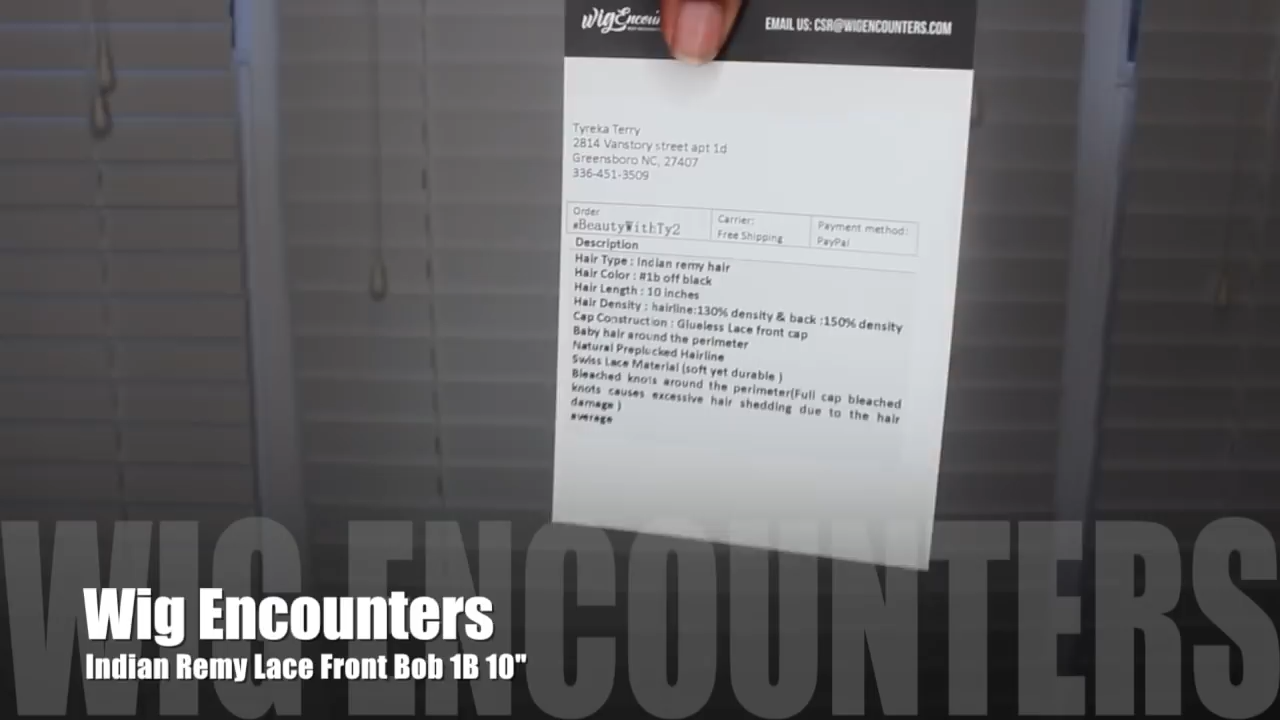 WigEncoun
EMAIL US: CSR@WIGENCOUNTERS.COM
Tyreka Terry
2814 Vanstory street apt 1d
Greensboro NC, 27407
336-451-3509
Order
#BeautyWithTy2
Carrier:
Free Shipping
Payment method:
PayPal
Description
Hair Type : Indian remy hair
Hair Color : #1b off black
Hair Length : 10 inches
Hair Density : hairline:130% density & back :150% density
Cap Construction : Glueless Lace front cap
Baby hair around the perimeter
Natural Preplucked Hairline
Swiss Lace Material (soft yet durable )
Bleached knots around the perimeter(Full cap bleached
knots causes excessive hair shedding due to the hair
damage )
average
WIG ENCOUNTERS
Wig Encounters
Indian Remy Lace Front Bob 1B 10"